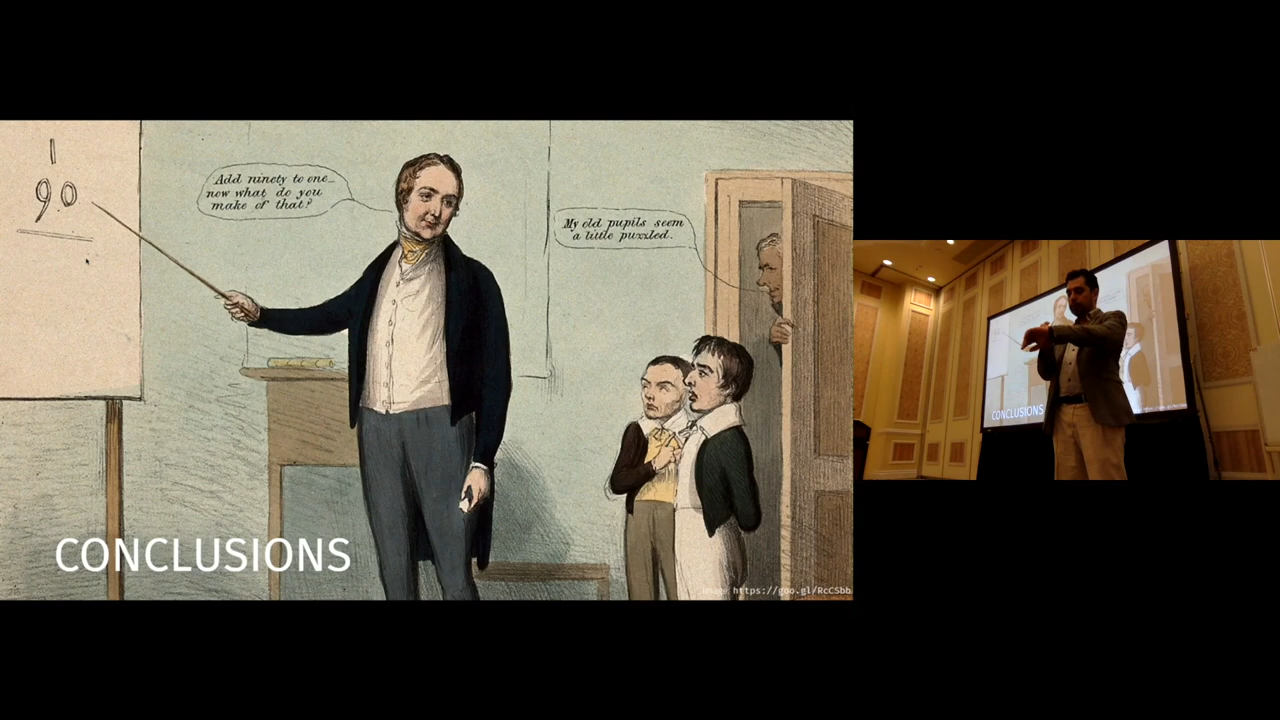 1
90
Add ninety to one_
now what do you
make of that?
My old pupils seem
a little puzzled.
CONCLUSIONS
https://goo.gl/RcCSbb
CONCLUSIONS